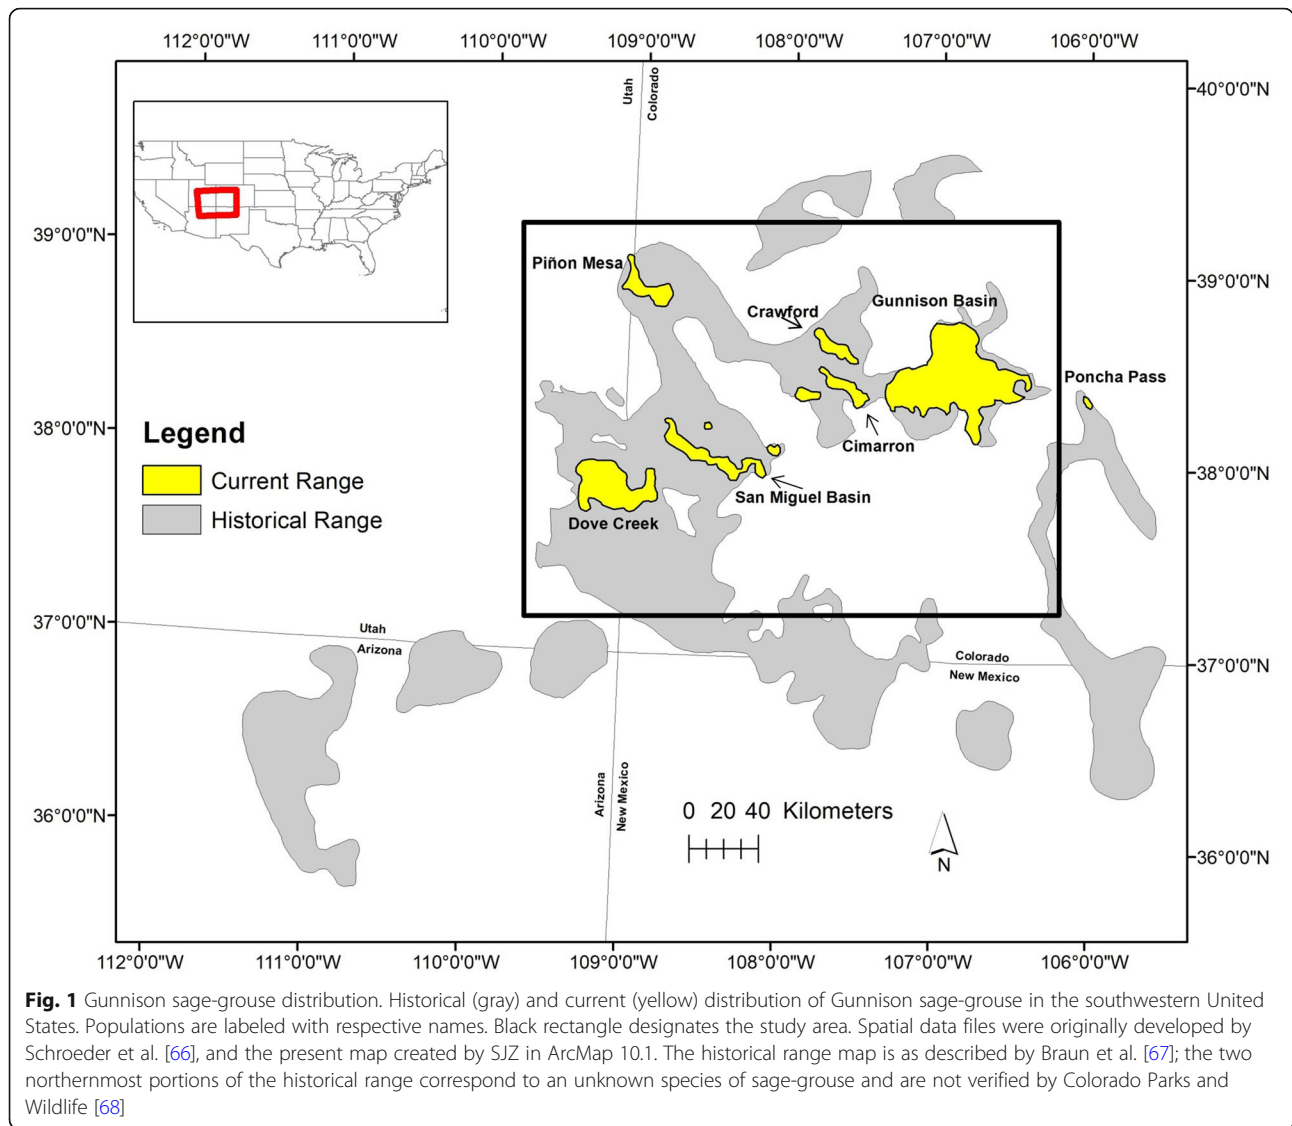 112°0'0"W 111°0'0"W 110°0'0"W 109°0'0"W 108°0'0"W 107°0'0"W 106°0'0"W
Utah
Colorado
40°0'0"N
39°0'0"N
39°0'0"N
Piñon Mesa
Crawford
Gunnison Basin
Poncha Pass
38°0'0"N
Legend
Cimarron
38°0'0"N
Current Range
San Miguel Basin
Historical Range
Dove Creek
37°0'0"N
Utah
Arizona
Colorado
New Mexico
37°0'0"N
Arizona
New Mexico
36°0'0"N
0 20 40 Kilometers
N
36°0'0"N
112°0'0"W 111°0'0"W 110°0'0"W 109°0'0"W 108°0'0"W 107°0'0"W 106°0'0"W
Fig. 1 Gunnison sage-grouse distribution. Historical (gray) and current (yellow) distribution of Gunnison sage-grouse in the southwestern United
States. Populations are labeled with respective names. Black rectangle designates the study area. Spatial data files were originally developed by
Schroeder et al. [66], and the present map created by SJZ in ArcMap 10.1. The historical range map is as described by Braun et al. [67]; the two
northernmost portions of the historical range correspond to an unknown species of sage-grouse and are not verified by Colorado Parks and
Wildlife [68]